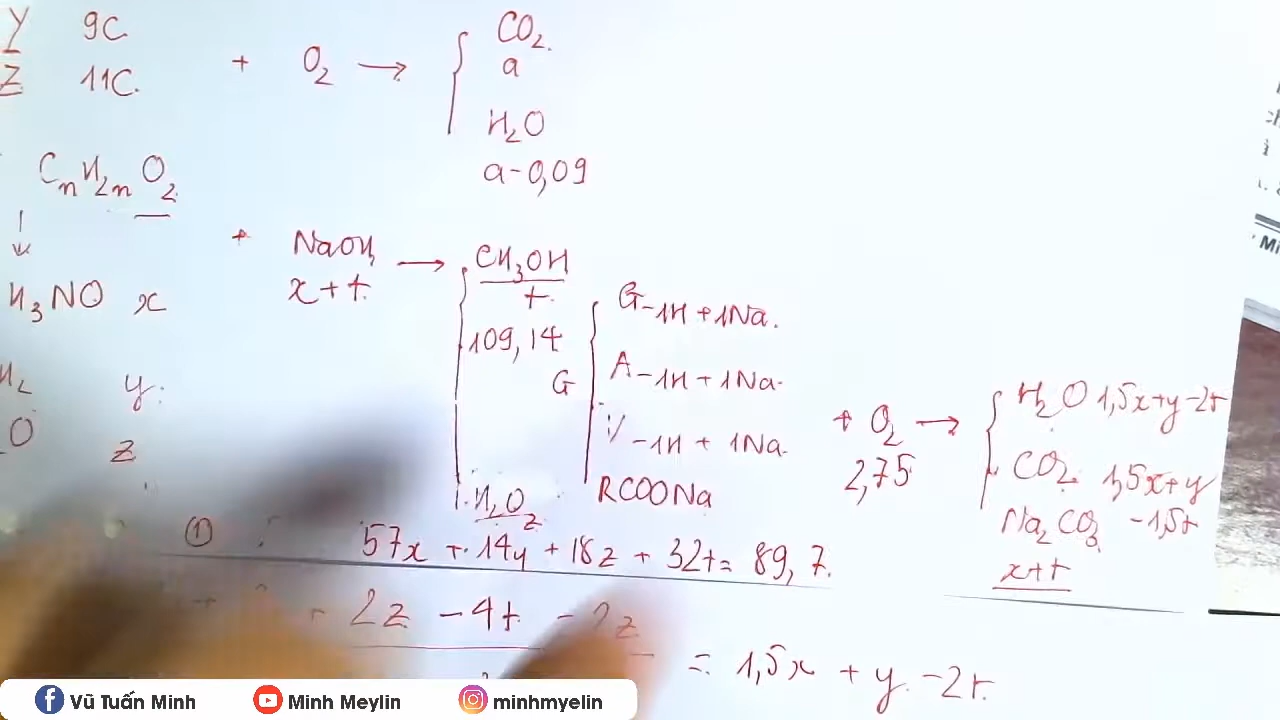 Y 9C
Z 11C.
+ O2 → { CO2
a
H2O
a-0,09
CnH2nO2
+ NaOH → { CH3OH
x+t.
t.
H3NO x
109,14
G
G-1H+1Na.
A-1H+1Na.
V-1H+1Na.
RCOONa
H2O
z
H2 y.
O z
+ O2 → { H2O 1,5x+y-2t
2,75
CO2 1,5x+y
-1,5t
Na2CO3
x+t
① 57x + 14y + 18z + 32t = 89,7.
2z - 4t - 2z
= 1,5x + y - 2t.
Vũ Tuấn Minh
Minh Meylin
minhmyelin